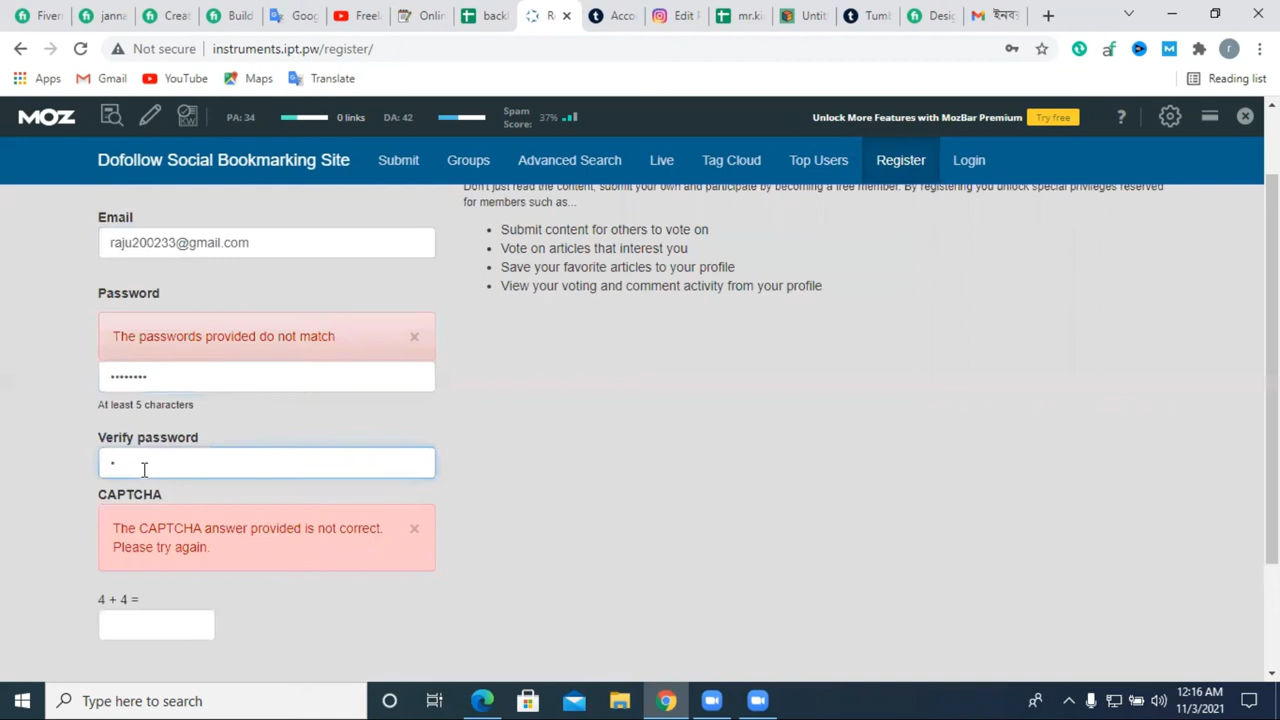 Fiverr
janna
Creat
Build
Goog
Freel
Onlin
backl
R
Acco
Edit F
mr.ki
Untit
Tumb
Desig
ইনবক্স
Not secure
instruments.ipt.pw/register/
r
Apps
Gmail
YouTube
Maps
Translate
Reading list
MOZ
PA: 34
0 links
DA: 42
Spam
Score:
37%
Unlock More Features with MozBar Premium
Try free
?
Dofollow Social Bookmarking Site
Submit
Groups
Advanced Search
Live
Tag Cloud
Top Users
Register
Login
Don't just read the content, submit your own and participate by becoming a free member. By registering you unlock special privileges reserved
for members such as...
• Submit content for others to vote on
• Vote on articles that interest you
• Save your favorite articles to your profile
• View your voting and comment activity from your profile
Email
raju200233@gmail.com
Password
The passwords provided do not match
••••••••
At least 5 characters
Verify password
•
CAPTCHA
The CAPTCHA answer provided is not correct.
Please try again.
4 + 4 =
Type here to search
12:16 AM
11/3/2021